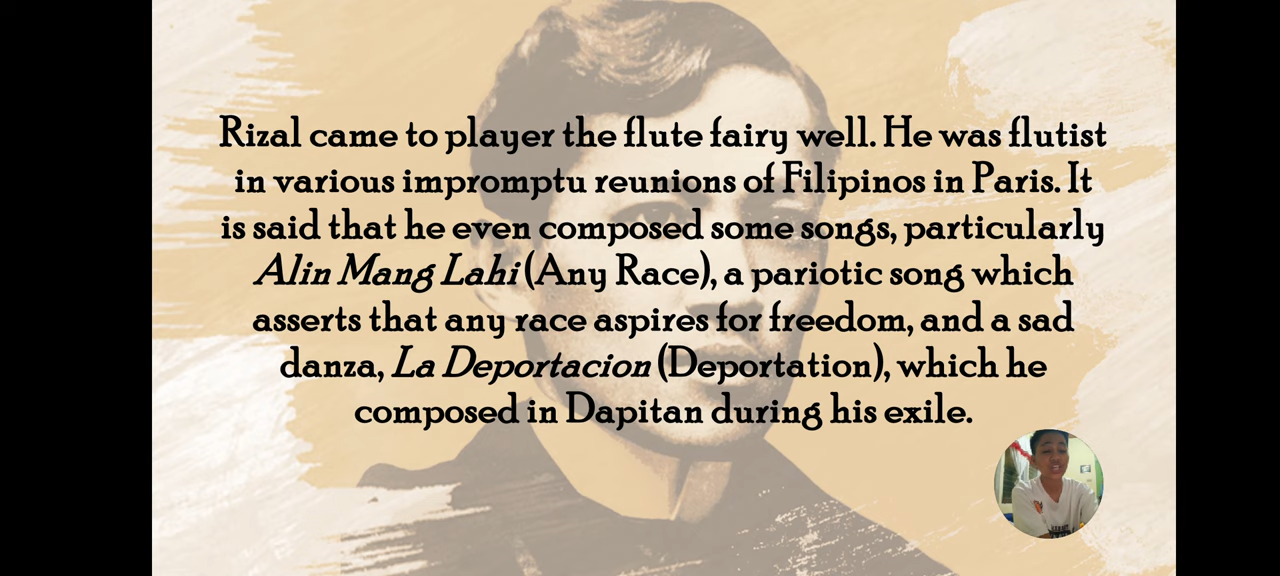 Rizal came to player the flute fairy well. He was flutist
in various impromptu reunions of Filipinos in Paris. It
is said that he even composed some songs, particularly
Alin Mang Lahi (Any Race), a pariotic song which
asserts that any race aspires for freedom, and a sad
danza, La Deportacion (Deportation), which he
composed in Dapitan during his exile.